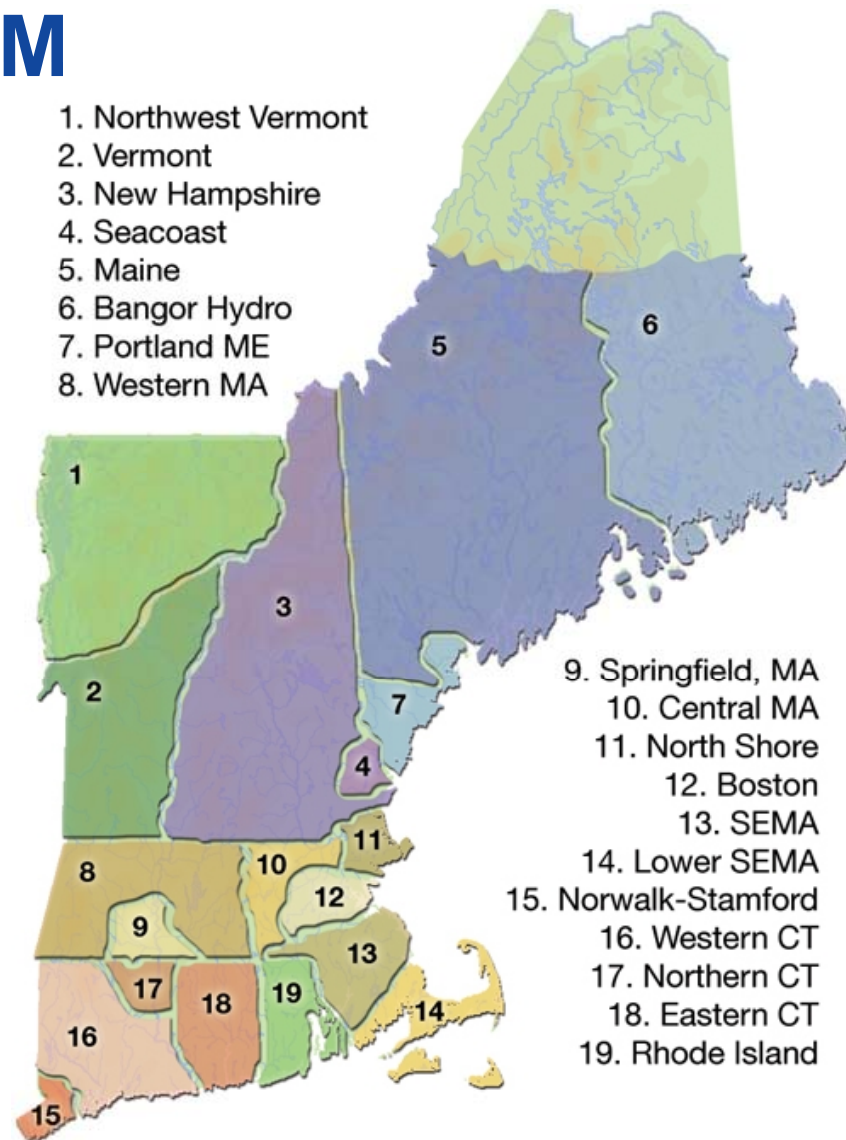 M
1. Northwest Vermont
2. Vermont
3. New Hampshire
4. Seacoast
5. Maine
6. Bangor Hydro
7. Portland ME
8. Western MA
6
5
1
3
2
7
4
9. Springfield, MA
10. Central MA
11. North Shore
12. Boston
13. SEMA
14. Lower SEMA
15. Norwalk-Stamford
16. Western CT
17. Northern CT
18. Eastern CT
19. Rhode Island
11
10
8
12
9
13
17
19
18
14
16
15